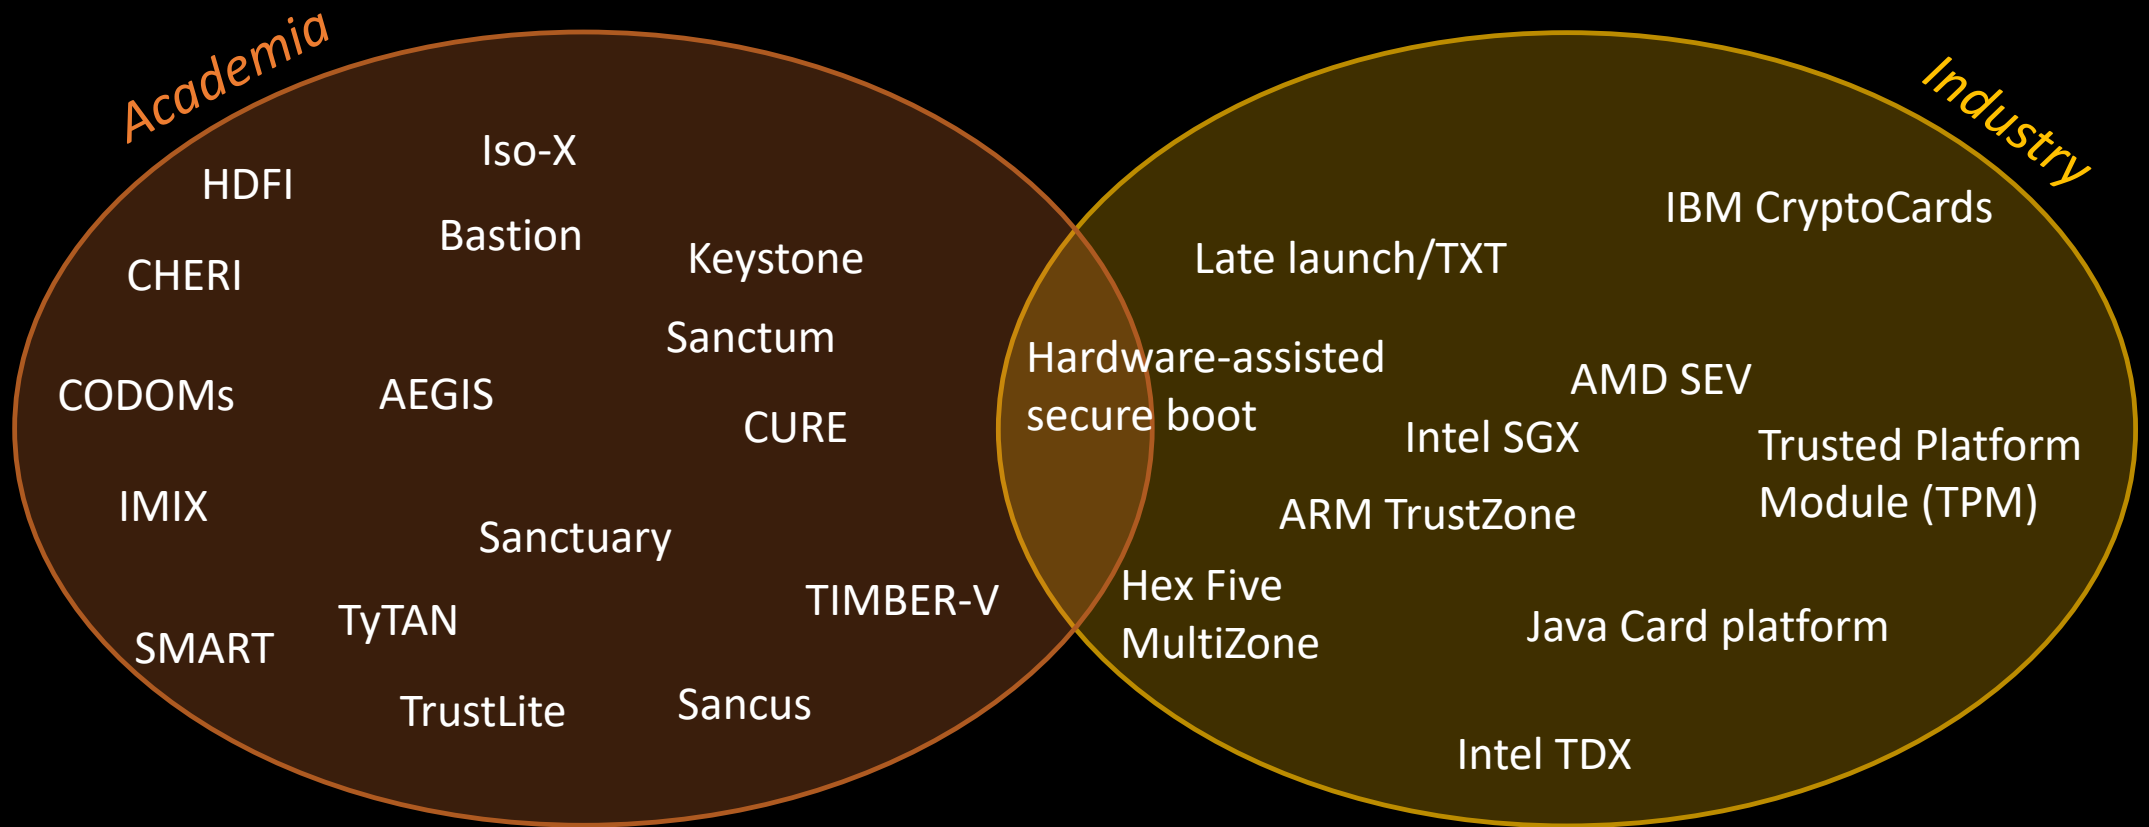 Academia
Iso-X
HDFI
Bastion
Keystone
CHERI
Sanctum
CODOMs
AEGIS
CURE
IMIX
Sanctuary
TIMBER-V
TyTAN
SMART
TrustLite
Sancus
Industry
IBM CryptoCards
Late launch/TXT
Hardware-assisted
secure boot
AMD SEV
Intel SGX
Trusted Platform
Module (TPM)
ARM TrustZone
Hex Five
MultiZone
Java Card platform
Intel TDX